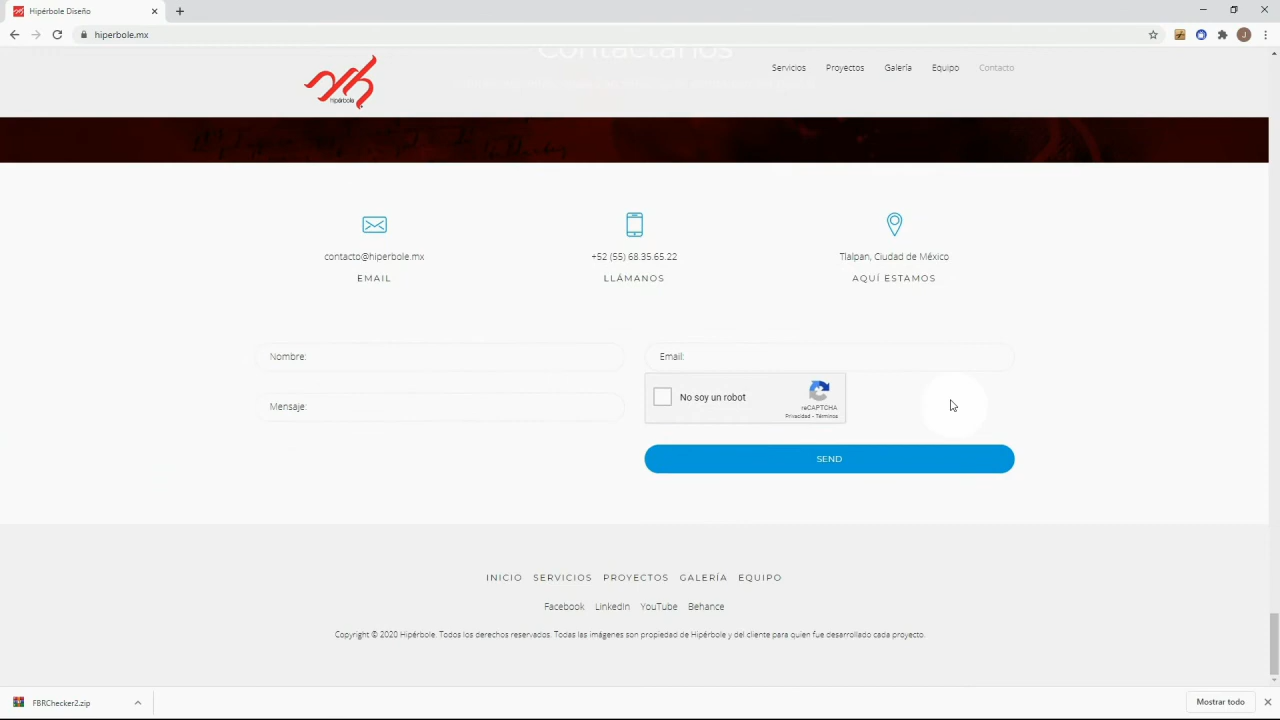 Hipérbole Diseño
hiperbole.mx
J
Contáctanos
hipérbole
Servicios Proyectos Galería Equipo Contacto
contacto@hiperbole.mx
EMAIL
+52 (55) 68.35.65.22
LLÁMANOS
Tlalpan, Ciudad de México
AQUÍ ESTAMOS
Nombre:
Email:
Mensaje:
No soy un robot
reCAPTCHA
Privacidad - Términos
SEND
INICIO SERVICIOS PROYECTOS GALERÍA EQUIPO
Facebook LinkedIn YouTube Behance
Copyright © 2020 Hipérbole. Todos los derechos reservados. Todas las imágenes son propiedad de Hipérbole y del cliente para quien fue desarrollado cada proyecto.
FBRChecker2.zip
Mostrar todo